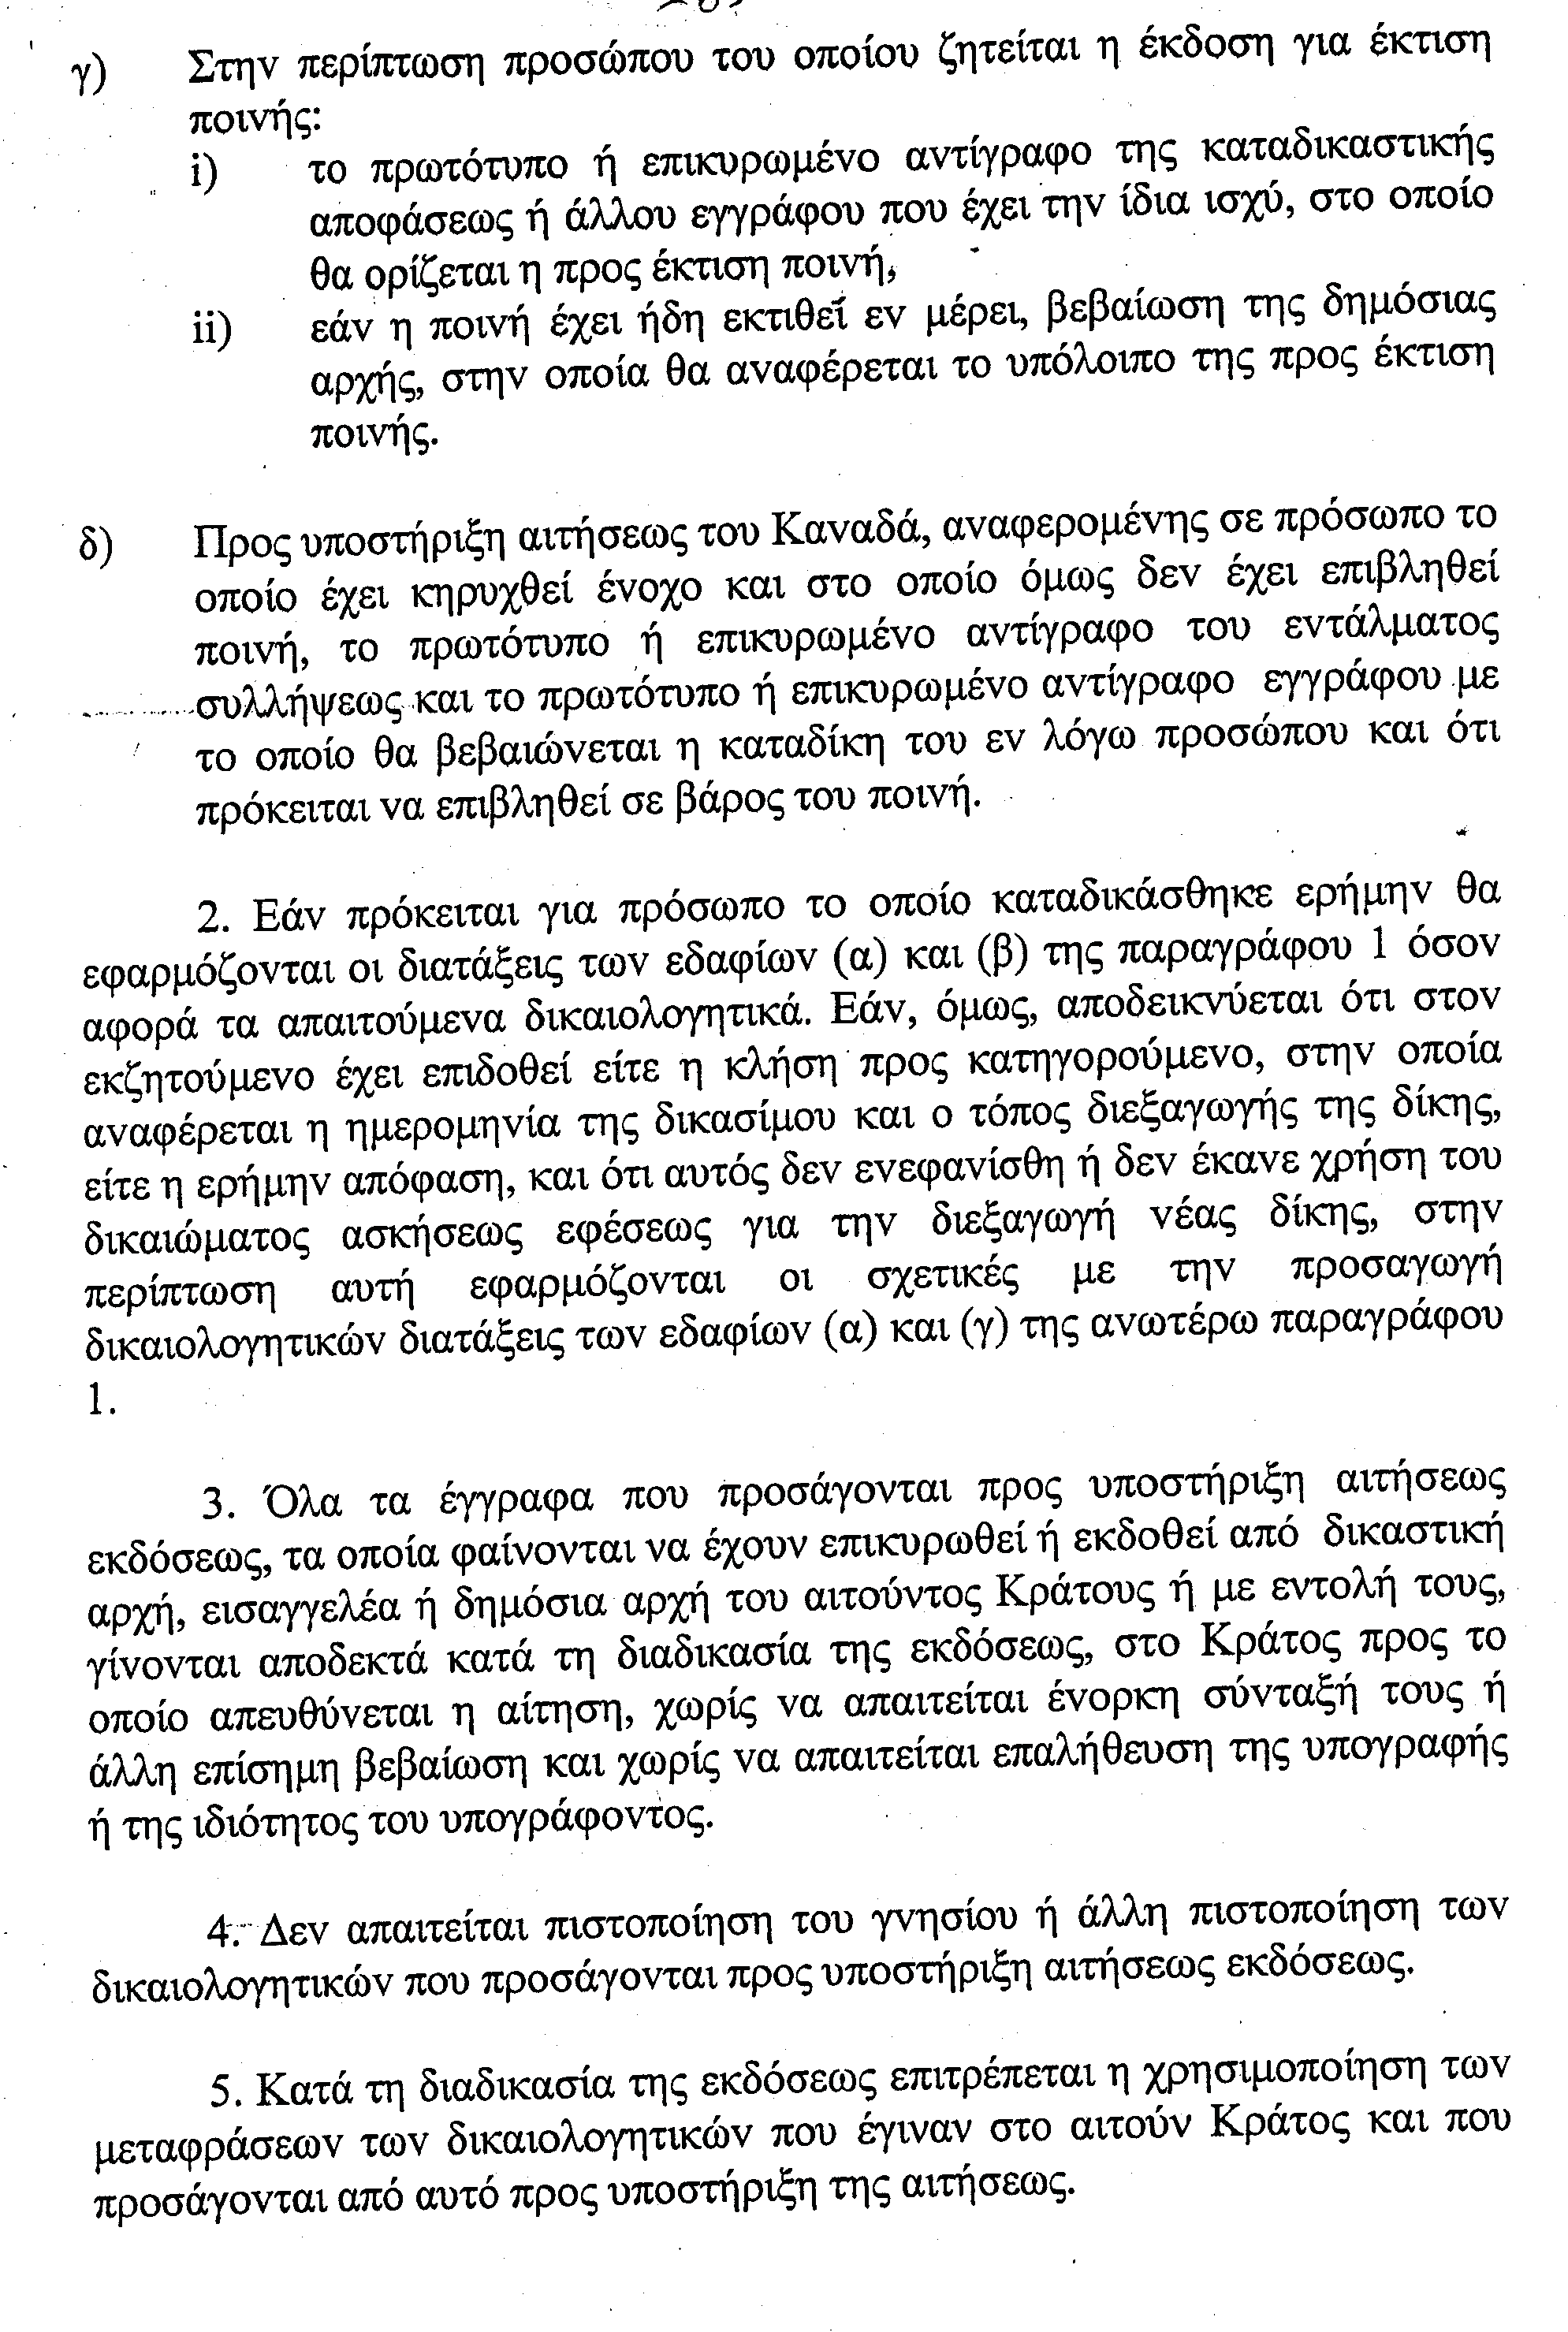 γ) Στην περίπτωση προσώπου του οποίου ζητείται η έκδοση για έκτιση
ποινής:
i) το πρωτότυπο ή επικυρωμένο αντίγραφο της καταδικαστικής
αποφάσεως ή άλλου εγγράφου που έχει την ίδια ισχύ, στο οποίο
θα ορίζεται η προς έκτιση ποινή,
ii) εάν η ποινή έχει ήδη εκτιθεί εν μέρει, βεβαίωση της δημόσιας
αρχής, στην οποία θα αναφέρεται το υπόλοιπο της προς έκτιση
ποινής.
δ) Προς υποστήριξη αιτήσεως του Καναδά, αναφερομένης σε πρόσωπο το
οποίο έχει κηρυχθεί ένοχο και στο οποίο όμως δεν έχει επιβληθεί
ποινή, το πρωτότυπο ή επικυρωμένο αντίγραφο του εντάλματος
συλλήψεως και το πρωτότυπο ή επικυρωμένο αντίγραφο εγγράφου με
το οποίο θα βεβαιώνεται η καταδίκη του εν λόγω προσώπου και ότι
πρόκειται να επιβληθεί σε βάρος του ποινή.
2. Εάν πρόκειται για πρόσωπο το οποίο καταδικάσθηκε ερήμην θα
εφαρμόζονται οι διατάξεις των εδαφίων (α) και (β) της παραγράφου 1 όσον
αφορά τα απαιτούμενα δικαιολογητικά. Εάν, όμως, αποδεικνύεται ότι στον
εκζητούμενο έχει επιδοθεί είτε η κλήση προς κατηγορούμενο, στην οποία
αναφέρεται η ημερομηνία της δικασίμου και ο τόπος διεξαγωγής της δίκης,
είτε η ερήμην απόφαση, και ότι αυτός δεν ενεφανίσθη ή δεν έκανε χρήση του
δικαιώματος ασκήσεως εφέσεως για την διεξαγωγή νέας δίκης, στην
περίπτωση αυτή εφαρμόζονται οι σχετικές με την προσαγωγή
δικαιολογητικών διατάξεις των εδαφίων (α) και (γ) της ανωτέρω παραγράφου
1.
3. Όλα τα έγγραφα που προσάγονται προς υποστήριξη αιτήσεως
εκδόσεως, τα οποία φαίνονται να έχουν επικυρωθεί ή εκδοθεί από δικαστική
αρχή, εισαγγελέα ή δημόσια αρχή του αιτούντος Κράτους ή με εντολή τους,
γίνονται αποδεκτά κατά τη διαδικασία της εκδόσεως, στο Κράτος προς το
οποίο απευθύνεται η αίτηση, χωρίς να απαιτείται ένορκη σύνταξή τους ή
άλλη επίσημη βεβαίωση και χωρίς να απαιτείται επαλήθευση της υπογραφής
ή της ιδιότητος του υπογράφοντος.
4. Δεν απαιτείται πιστοποίηση του γνησίου ή άλλη πιστοποίηση των
δικαιολογητικών που προσάγονται προς υποστήριξη αιτήσεως εκδόσεως.
5. Κατά τη διαδικασία της εκδόσεως επιτρέπεται η χρησιμοποίηση των
μεταφράσεων των δικαιολογητικών που έγιναν στο αιτούν Κράτος και που
προσάγονται από αυτό προς υποστήριξη της αιτήσεως.